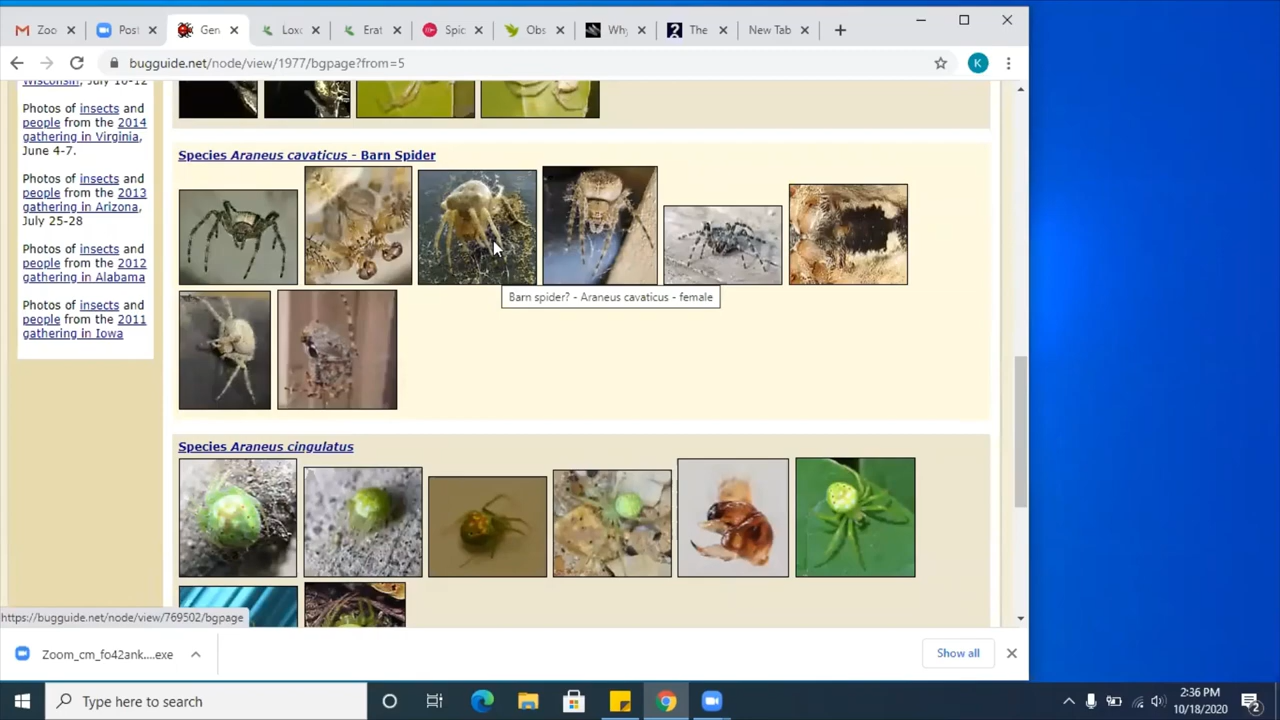 Zoo
Post
Gen
Loxo
Erat
Spic
Obs
Why
The
New Tab
bugguide.net/node/view/1977/bgpage?from=5
K
Wisconsin, July 10-12
Photos of insects and
people from the 2014
gathering in Virginia,
June 4-7.
Photos of insects and
people from the 2013
gathering in Arizona,
July 25-28
Photos of insects and
people from the 2012
gathering in Alabama
Photos of insects and
people from the 2011
gathering in Iowa
Species Araneus cavaticus - Barn Spider
Barn spider? - Araneus cavaticus - female
Species Araneus cingulatus
https://bugguide.net/node/view/769502/bgpage
Zoom_cm_fo42ank....exe
Show all
Type here to search
2:36 PM
10/18/2020
2